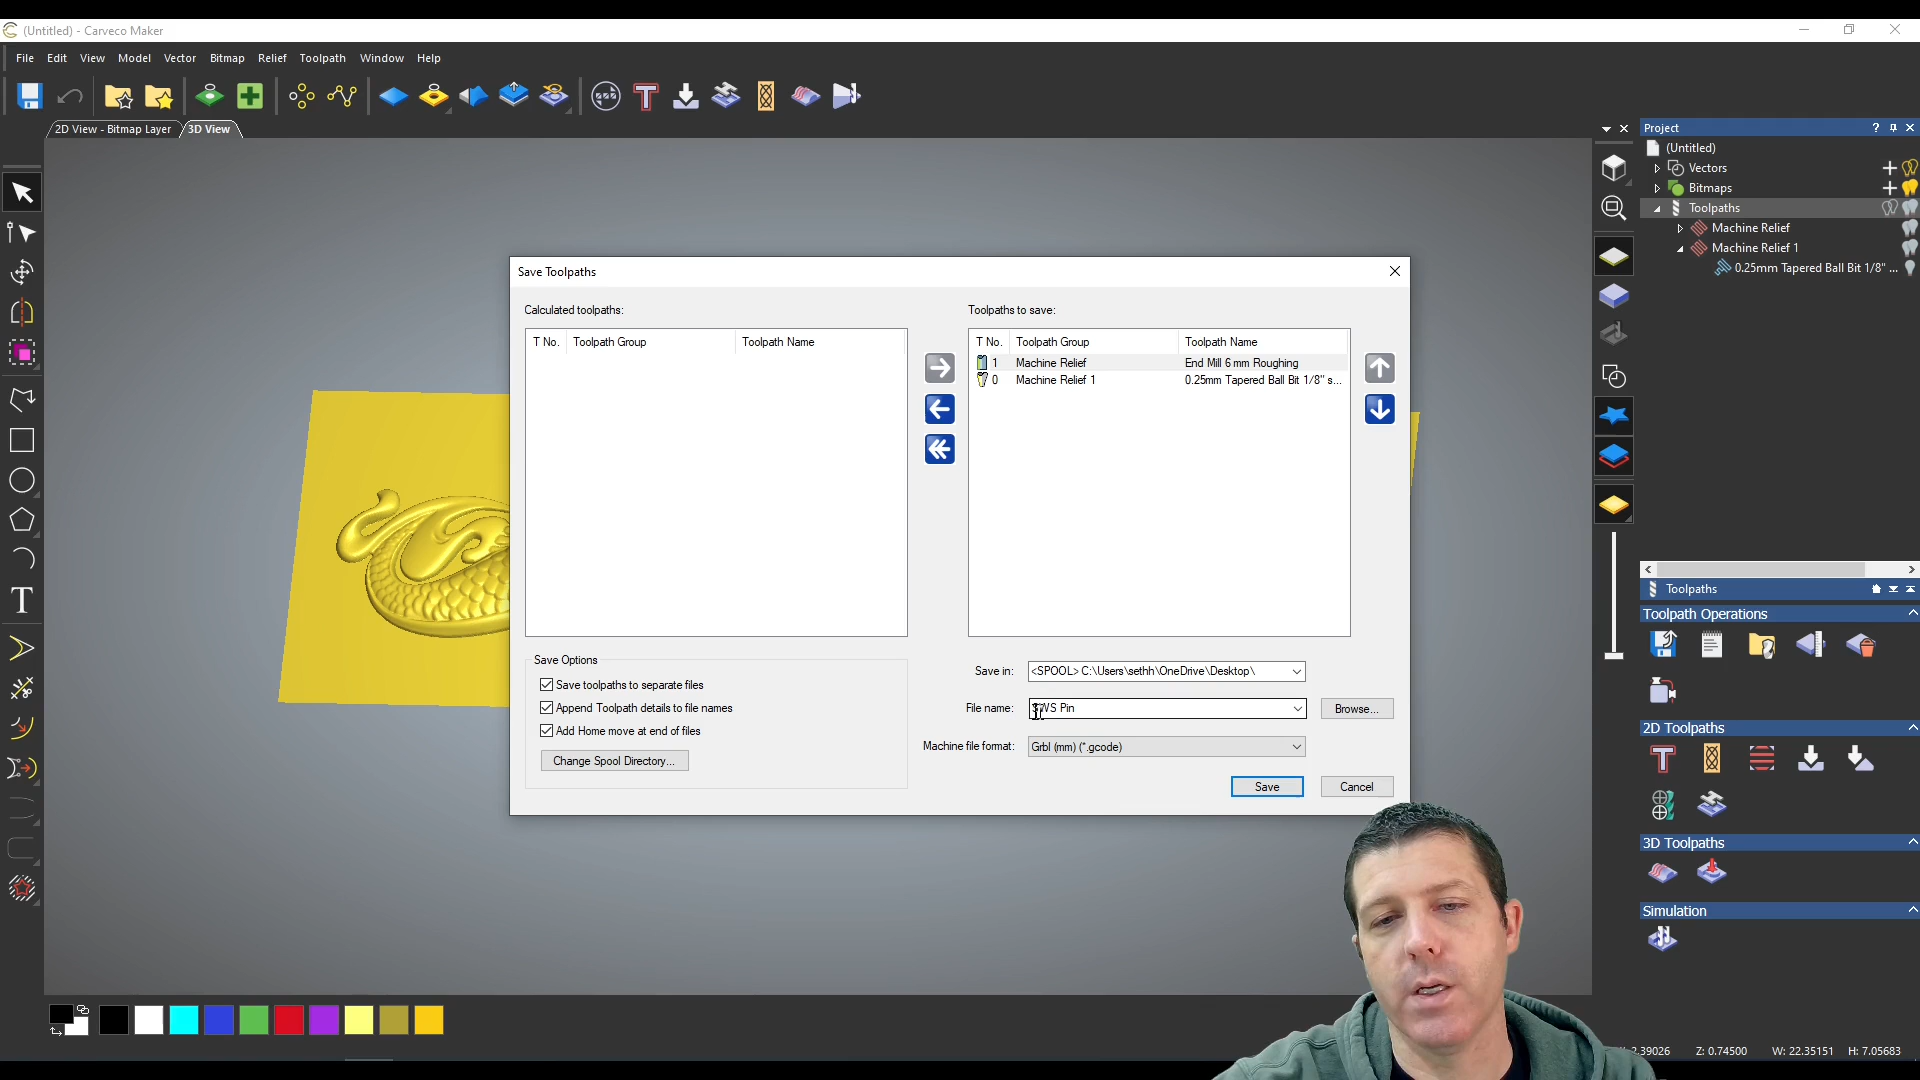 (Untitled) - Carveco Maker
File Edit View Model Vector Bitmap Relief Toolpath Window Help
2D View - Bitmap Layer
3D View
Project
(Untitled)
Vectors
Bitmaps
Toolpaths
Machine Relief
Machine Relief 1
0.25mm Tapered Ball Bit 1/8" ...
Save Toolpaths
Calculated toolpaths:
T No. Toolpath Group Toolpath Name
Toolpaths to save:
T No. Toolpath Group Toolpath Name
1 Machine Relief End Mill 6 mm Roughing
0 Machine Relief 1 0.25mm Tapered Ball Bit 1/8" s...
Save Options
Save toolpaths to separate files
Append Toolpath details to file names
Add Home move at end of files
Change Spool Directory...
Save in: <SPOOL> C:\Users\sethh\OneDrive\Desktop\
File name: SWS Pin
Browse...
Machine file format: Grbl (mm) (*.gcode)
Save
Cancel
Toolpaths
Toolpath Operations
2D Toolpaths
3D Toolpaths
Simulation
2.39026 Z: 0.74500 W: 22.35151 H: 7.05683